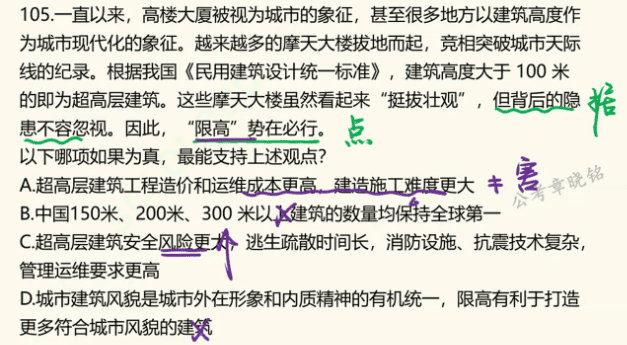 105.一直以来，高楼大厦被视为城市的象征，甚至很多地方以建筑高度作
为城市现代化的象征。越来越多的摩天大楼拔地而起，竞相突破城市天际
线的纪录。根据我国《民用建筑设计统一标准》，建筑高度大于 100 米
的即为超高层建筑。这些摩天大楼虽然看起来“挺拔壮观”，但背后的隐
患不容忽视。因此，“限高”势在必行。
据
点
以下哪项如果为真，最能支持上述观点？
A.超高层建筑工程造价和运维成本更高，建造施工难度更大
+ 害
公考章晓铭
B.中国150米、200米、300 米以上建筑的数量均保持全球第一
C.超高层建筑安全风险更大，逃生疏散时间长，消防设施、抗震技术复杂，
管理运维要求更高
D.城市建筑风貌是城市外在形象和内质精神的有机统一，限高有利于打造
更多符合城市风貌的建筑